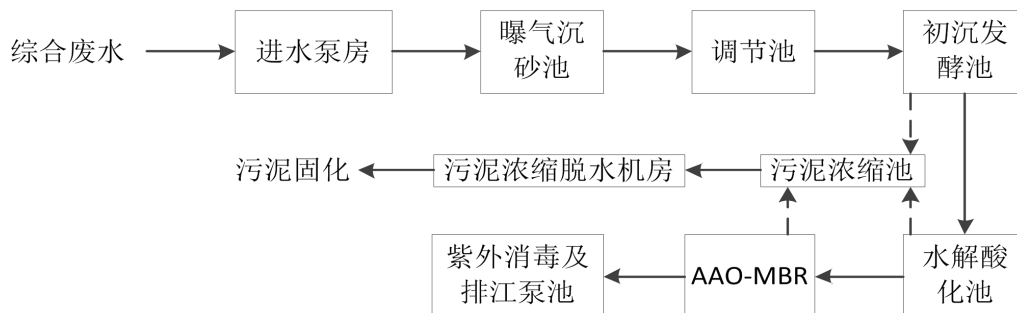 综合废水
进水泵房
曝气沉
砂池
调节池
初沉发
酵池
污泥固化
污泥浓缩脱水机房
污泥浓缩池
紫外消毒及
排江泵池
AAO-MBR
水解酸
化池